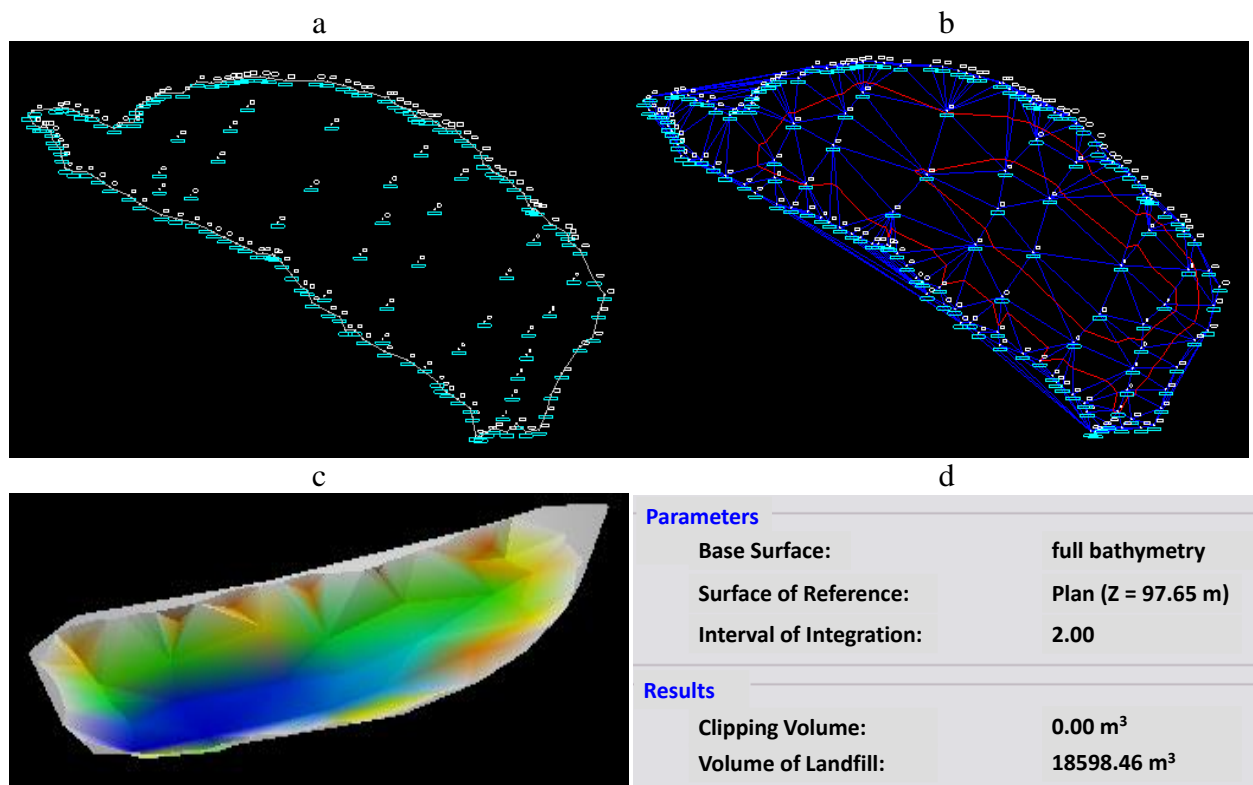 a
b
c
d
Parameters
Base Surface: full bathymetry
Surface of Reference: Plan (Z = 97.65 m)
Interval of Integration: 2.00
Results
Clipping Volume: 0.00 m³
Volume of Landfill: 18598.46 m³